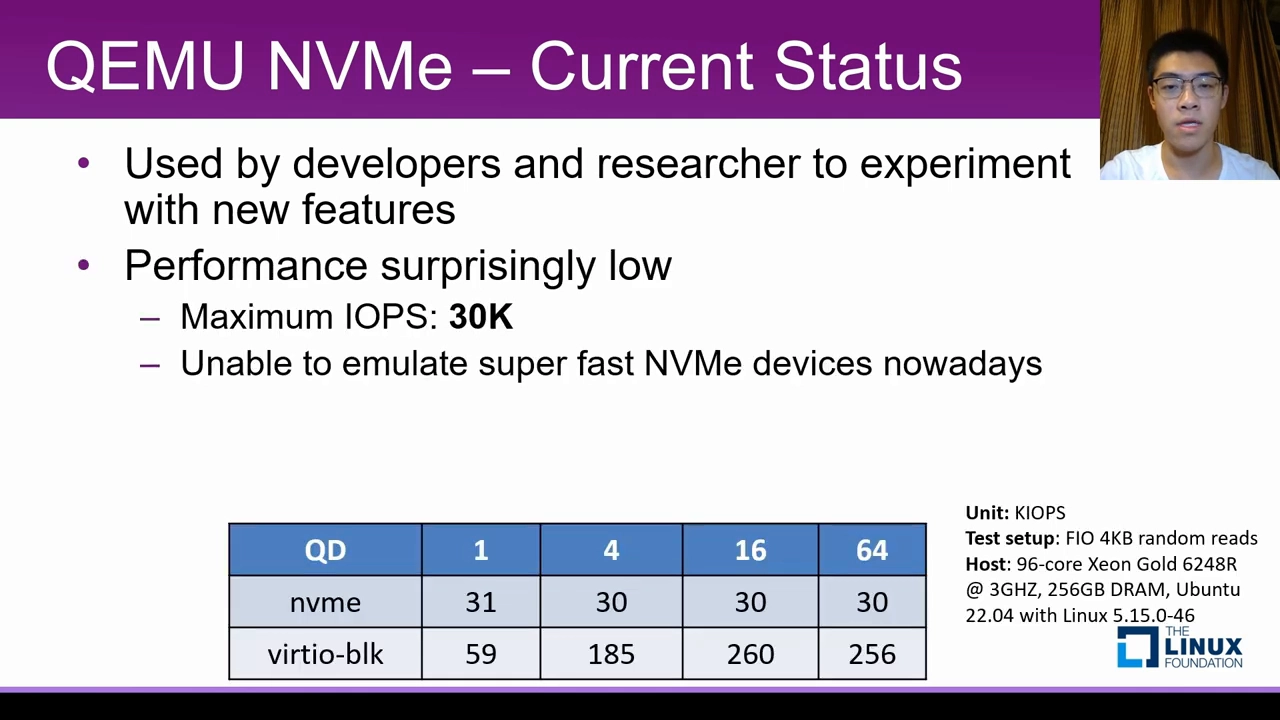 QEMU NVMe – Current Status
• Used by developers and researcher to experiment
with new features
• Performance surprisingly low
– Maximum IOPS: 30K
– Unable to emulate super fast NVMe devices nowadays
QD 1 4 16 64
nvme 31 30 30 30
virtio-blk 59 185 260 256
Unit: KIOPS
Test setup: FIO 4KB random reads
Host: 96-core Xeon Gold 6248R
@ 3GHZ, 256GB DRAM, Ubuntu
22.04 with Linux 5.15.0-46
THE
LINUX
FOUNDATION